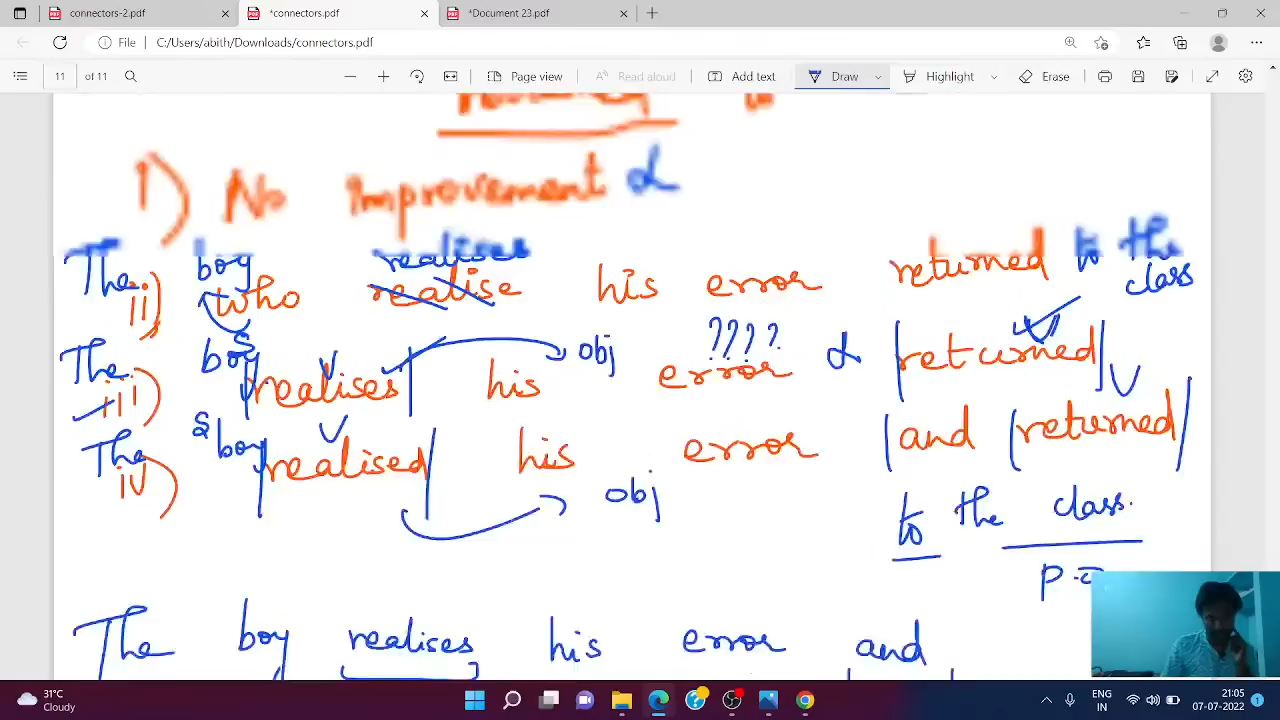 connectors-2.pdf
*connectors.pdf
*Document 23.pdf
File C:/Users/abith/Downloads/connectors.pdf
11 of 11
Page view
Read aloud
Add text
Draw
Highlight
Erase
1) No improvement
The boy realises to the
ii) who realise his error returned class
The boy obj ????
iii) realises his error returned
S V V
The boy
iv) realised his error and returned
obj
to the class.
The boy realises his error and
31°C
Cloudy
ENG
IN
21:05
07-07-2022